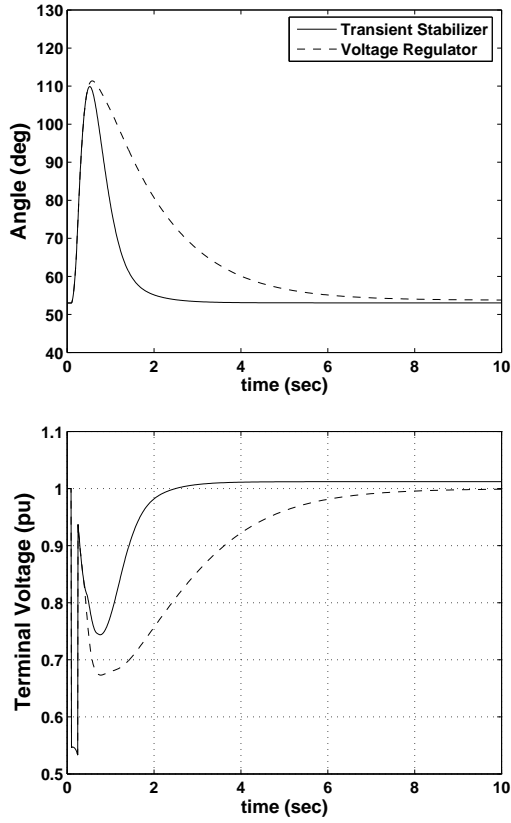 130
120
110
100
90
80
70
60
50
40
Angle (deg)
Transient Stabilizer
Voltage Regulator
0 2 4 6 8 10
time (sec)
1.1
1
0.9
0.8
0.7
0.6
0.5
Terminal Voltage (pu)
0 2 4 6 8 10
time (sec)